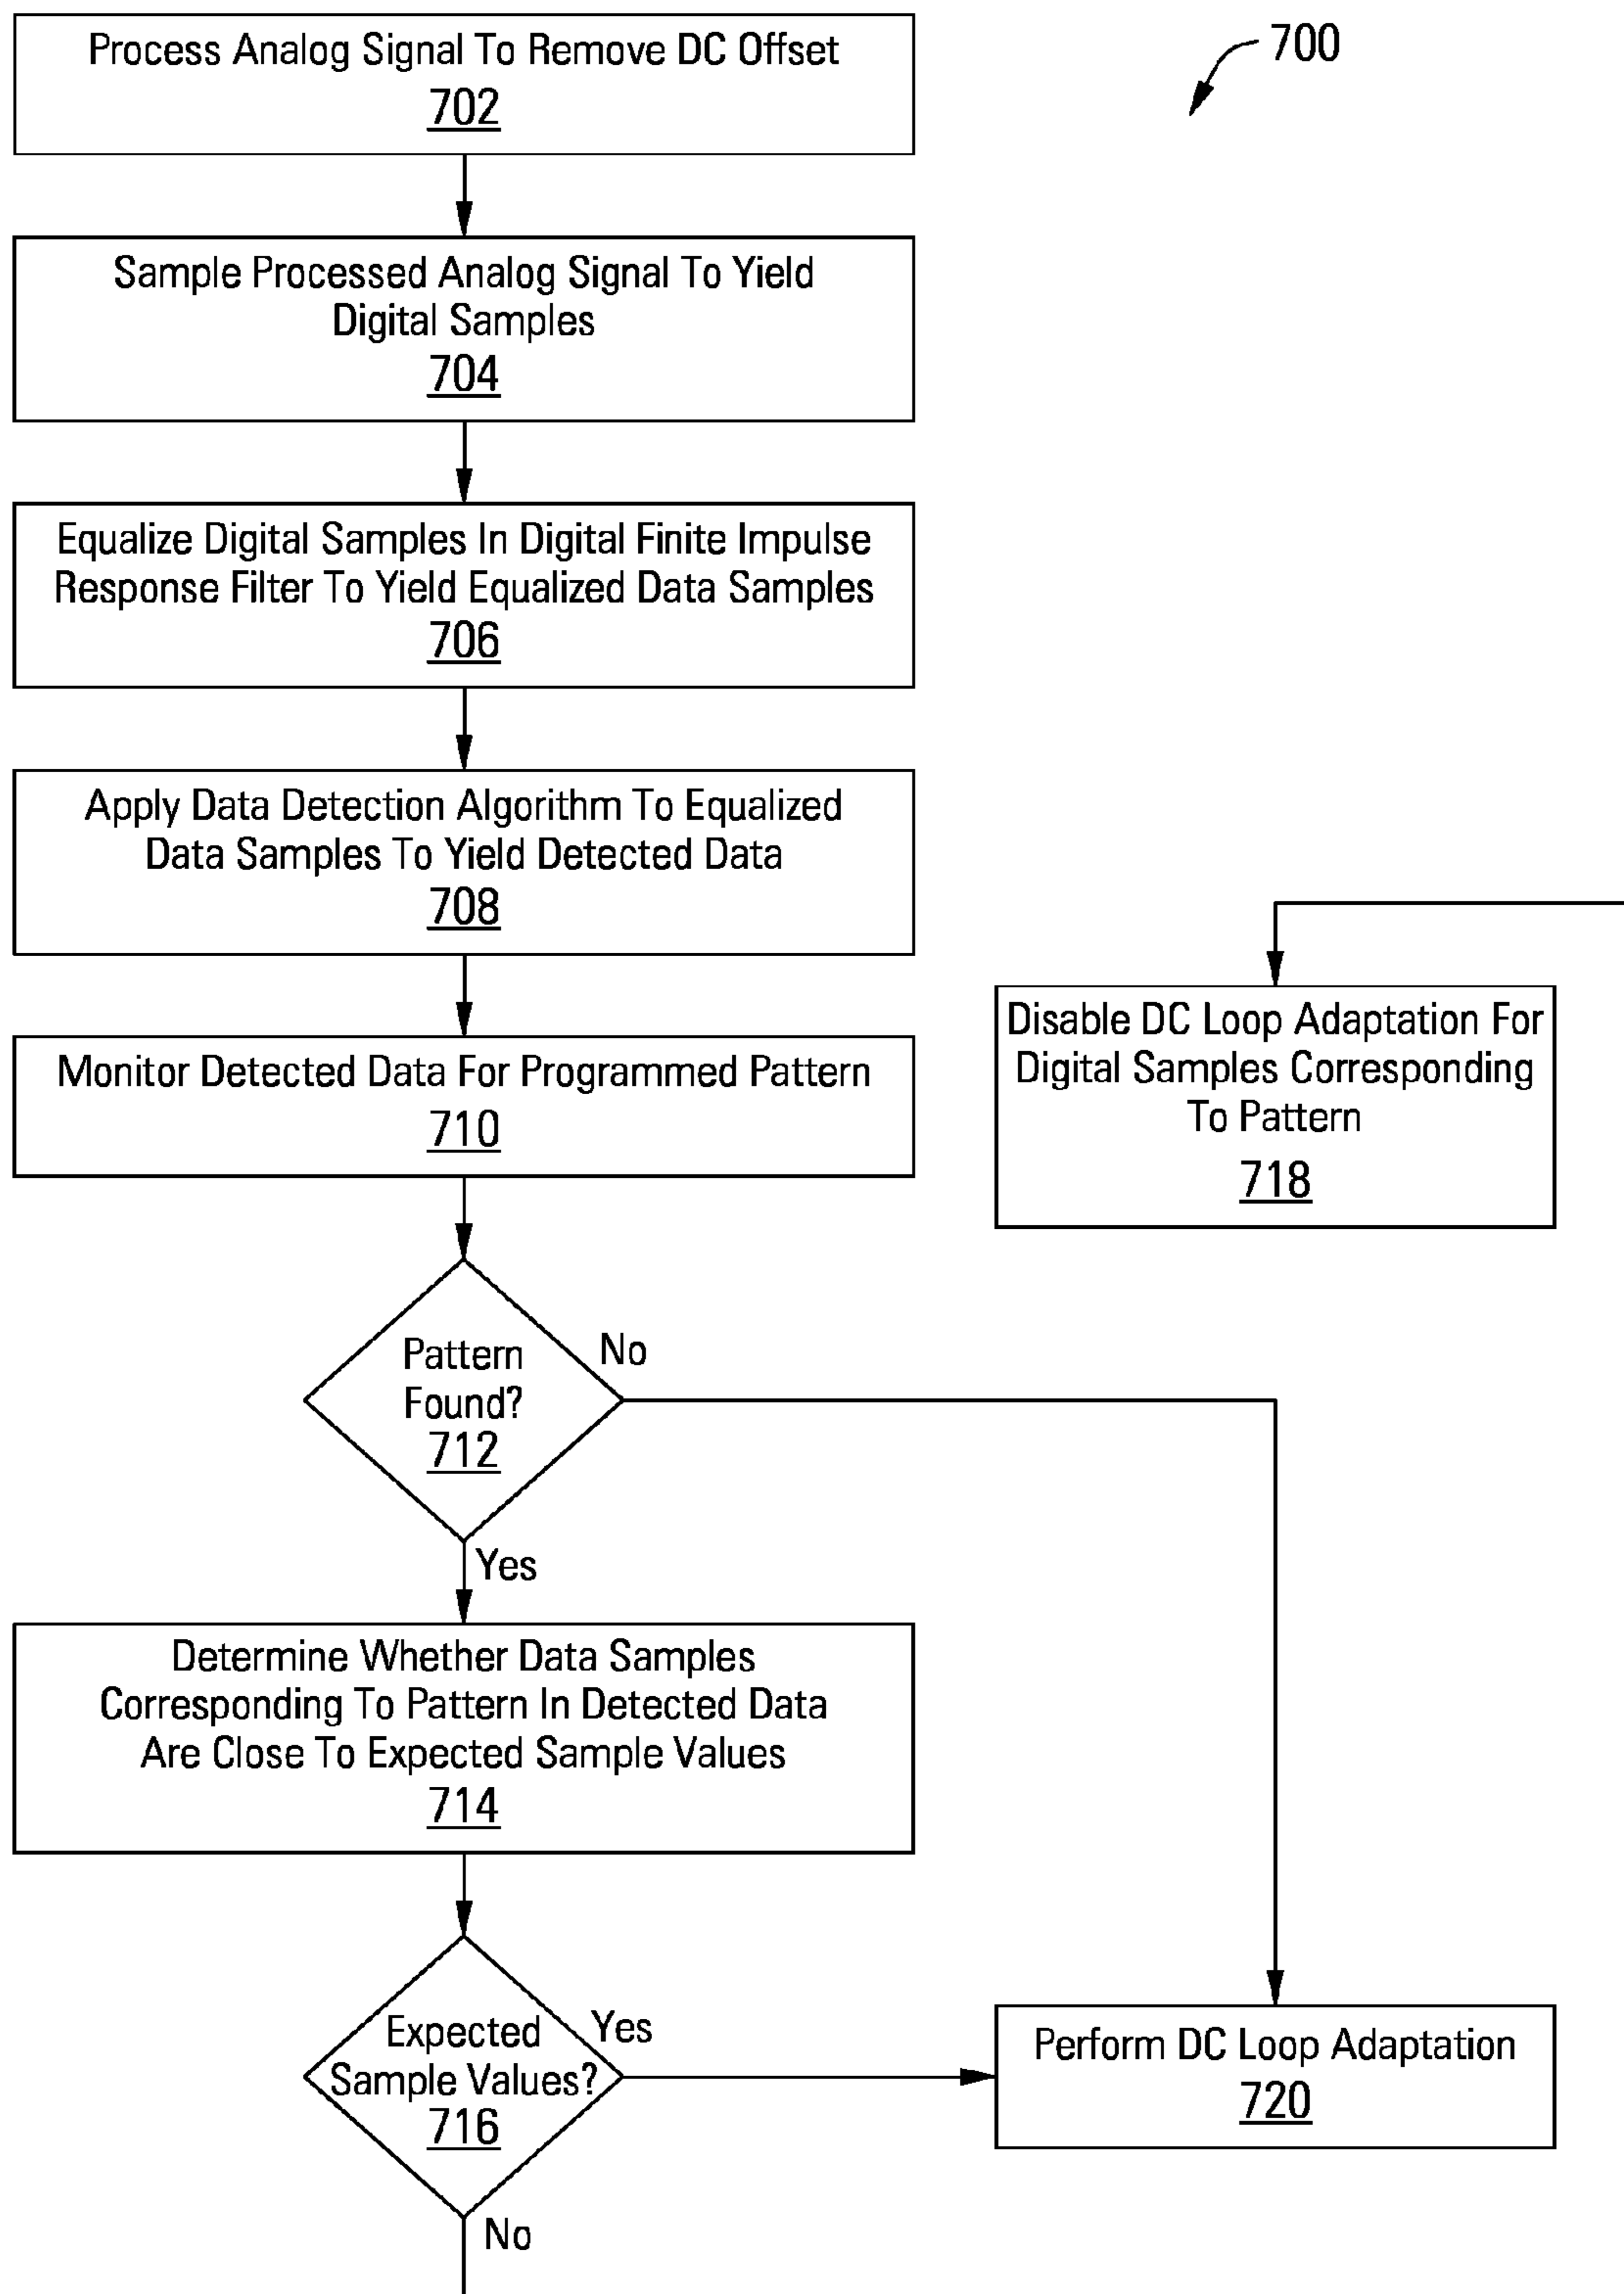 700
Process Analog Signal To Remove DC Offset
702
Sample Processed Analog Signal To Yield
Digital Samples
704
Equalize Digital Samples In Digital Finite Impulse
Response Filter To Yield Equalized Data Samples
706
Apply Data Detection Algorithm To Equalized
Data Samples To Yield Detected Data
708
Monitor Detected Data For Programmed Pattern
710
Disable DC Loop Adaptation For
Digital Samples Corresponding
To Pattern
718
Pattern
Found?
712
No
Yes
Determine Whether Data Samples
Corresponding To Pattern In Detected Data
Are Close To Expected Sample Values
714
Expected
Sample Values?
716
Yes
No
Perform DC Loop Adaptation
720